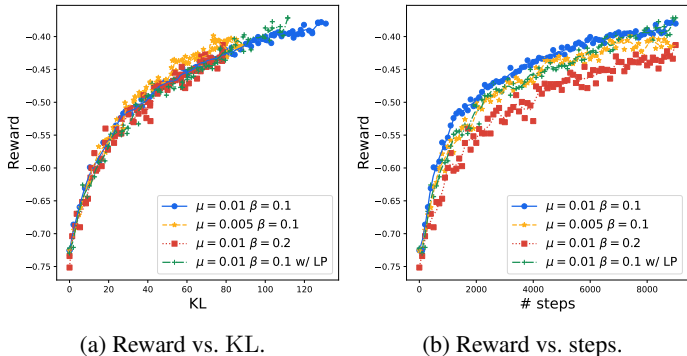 Reward
−0.40
−0.45
−0.50
−0.55
−0.60
−0.65
−0.70
−0.75
0 20 40 60 80 100 120
KL
μ = 0.01 β = 0.1
μ = 0.005 β = 0.1
μ = 0.01 β = 0.2
μ = 0.01 β = 0.1 w/ LP
(a) Reward vs. KL.
Reward
−0.40
−0.45
−0.50
−0.55
−0.60
−0.65
−0.70
−0.75
0 2000 4000 6000 8000
# steps
μ = 0.01 β = 0.1
μ = 0.005 β = 0.1
μ = 0.01 β = 0.2
μ = 0.01 β = 0.1 w/ LP
(b) Reward vs. steps.